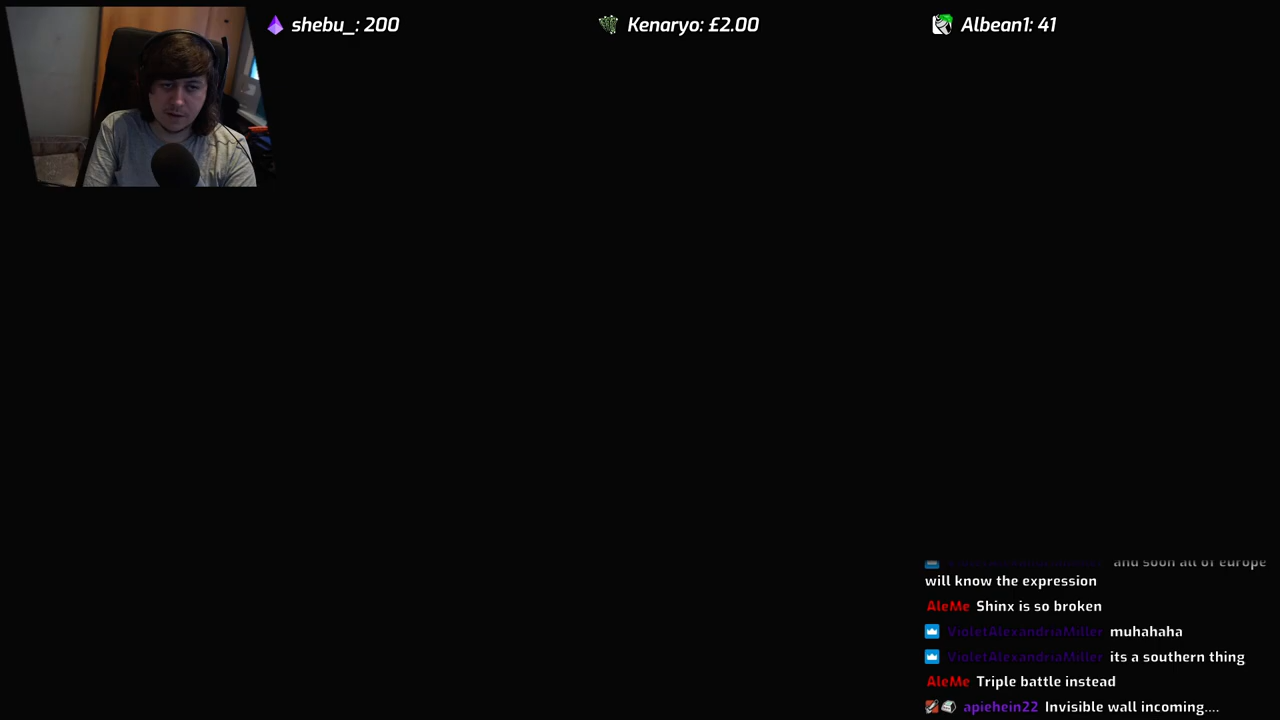 shebu_: 200
Kenaryo: £2.00
Albean1: 41
and soon all of europe
will know the expression
AleMe Shinx is so broken
VioletAlexandriaMiller muhahaha
VioletAlexandriaMiller its a southern thing
AleMe Triple battle instead
apiehein22 Invisible wall incoming....